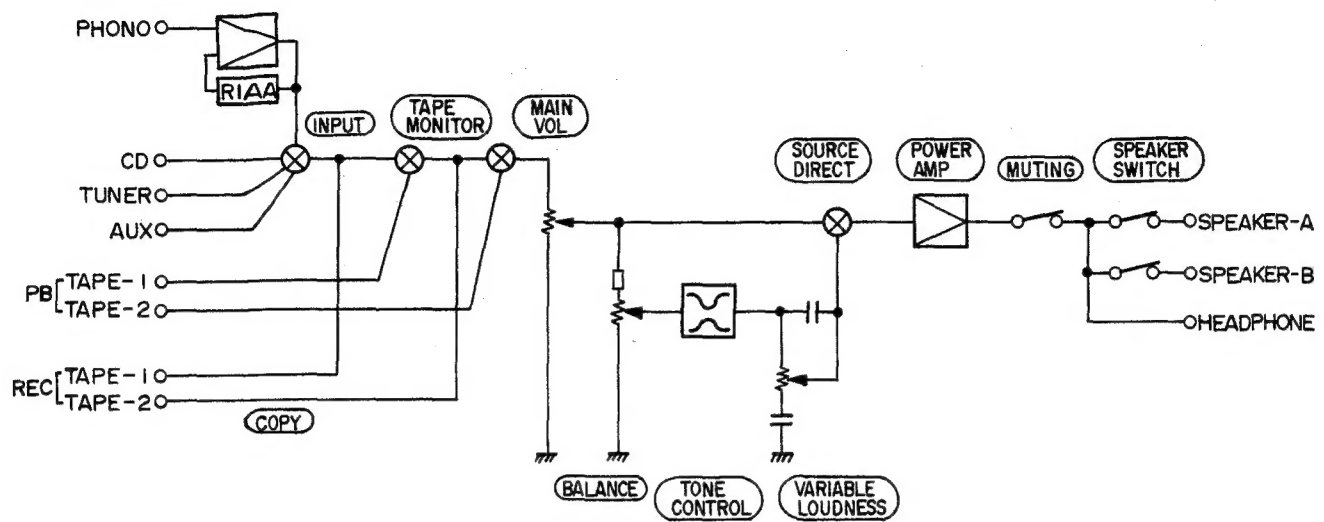 PHONO
RIAA
INPUT
TAPE
MONITOR
MAIN
VOL
CD
TUNER
AUX
PB
TAPE-1
TAPE-2
REC
TAPE-1
TAPE-2
COPY
SOURCE
DIRECT
POWER
AMP
MUTING
SPEAKER
SWITCH
SPEAKER-A
SPEAKER-B
HEADPHONE
BALANCE
TONE
CONTROL
VARIABLE
LOUDNESS